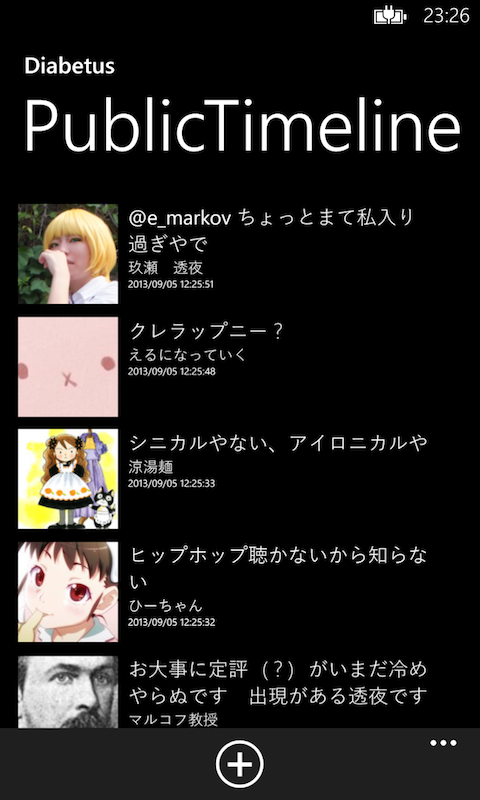 23:26
Diabetus
PublicTimeline
@e_markov ちょっとまて私入り
過ぎやで
玖瀬　透夜
2013/09/05 12:25:51
クレラップニー？
えるになっていく
2013/09/05 12:25:48
シニカルやない、アイロニカルや
涼湯麺
2013/09/05 12:25:33
ヒップホップ聴かないから知らな
い
ひーちゃん
2013/09/05 12:25:32
お大事に定評（？）がいまだ冷め
やらぬです　出現がある透夜です
マルコフ教授